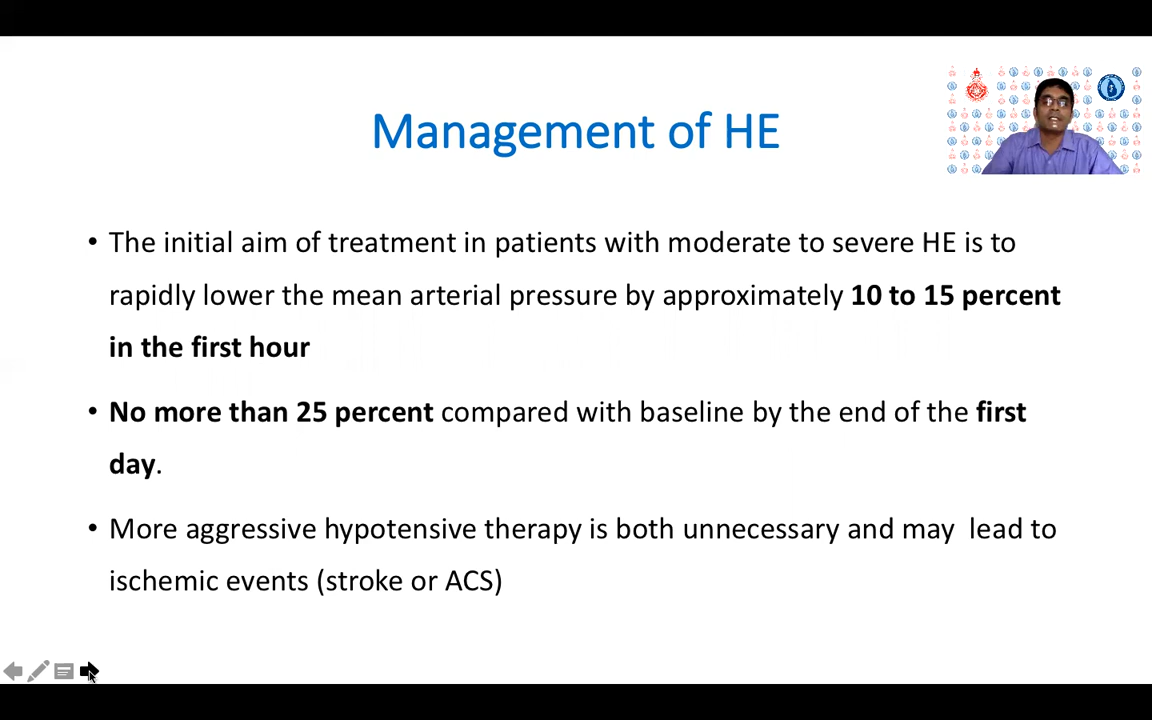 Management of HE
• The initial aim of treatment in patients with moderate to severe HE is to
rapidly lower the mean arterial pressure by approximately 10 to 15 percent
in the first hour
• No more than 25 percent compared with baseline by the end of the first
day.
• More aggressive hypotensive therapy is both unnecessary and may  lead to
ischemic events (stroke or ACS)